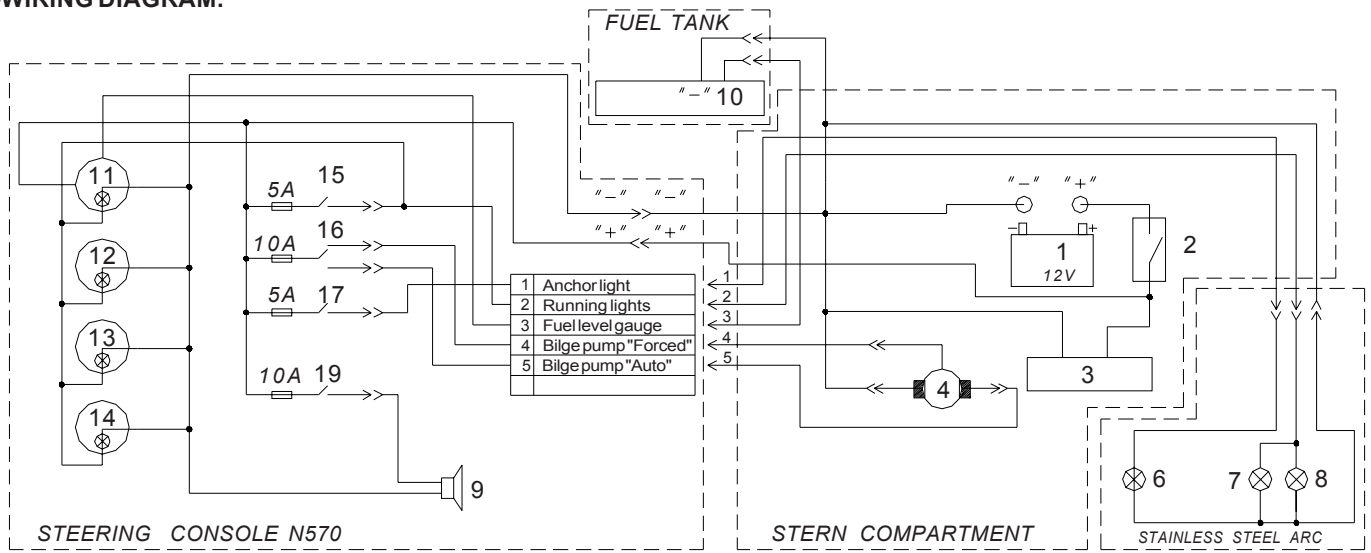 WIRING DIAGRAM:
FUEL TANK
"–" 10
11
5A 15
10A 16
12
5A 17
13
10A 19
14
9
"–" "–"
"+" "+"
1 Anchor light
2 Running lights
3 Fuel level gauge
4 Bilge pump "Forced"
5 Bilge pump "Auto"
1
2
3
4
5
"–" "+"
– +
1
12V
2
3
4
6
7
8
STEERING CONSOLE N570
STERN COMPARTMENT
STAINLESS STEEL ARC